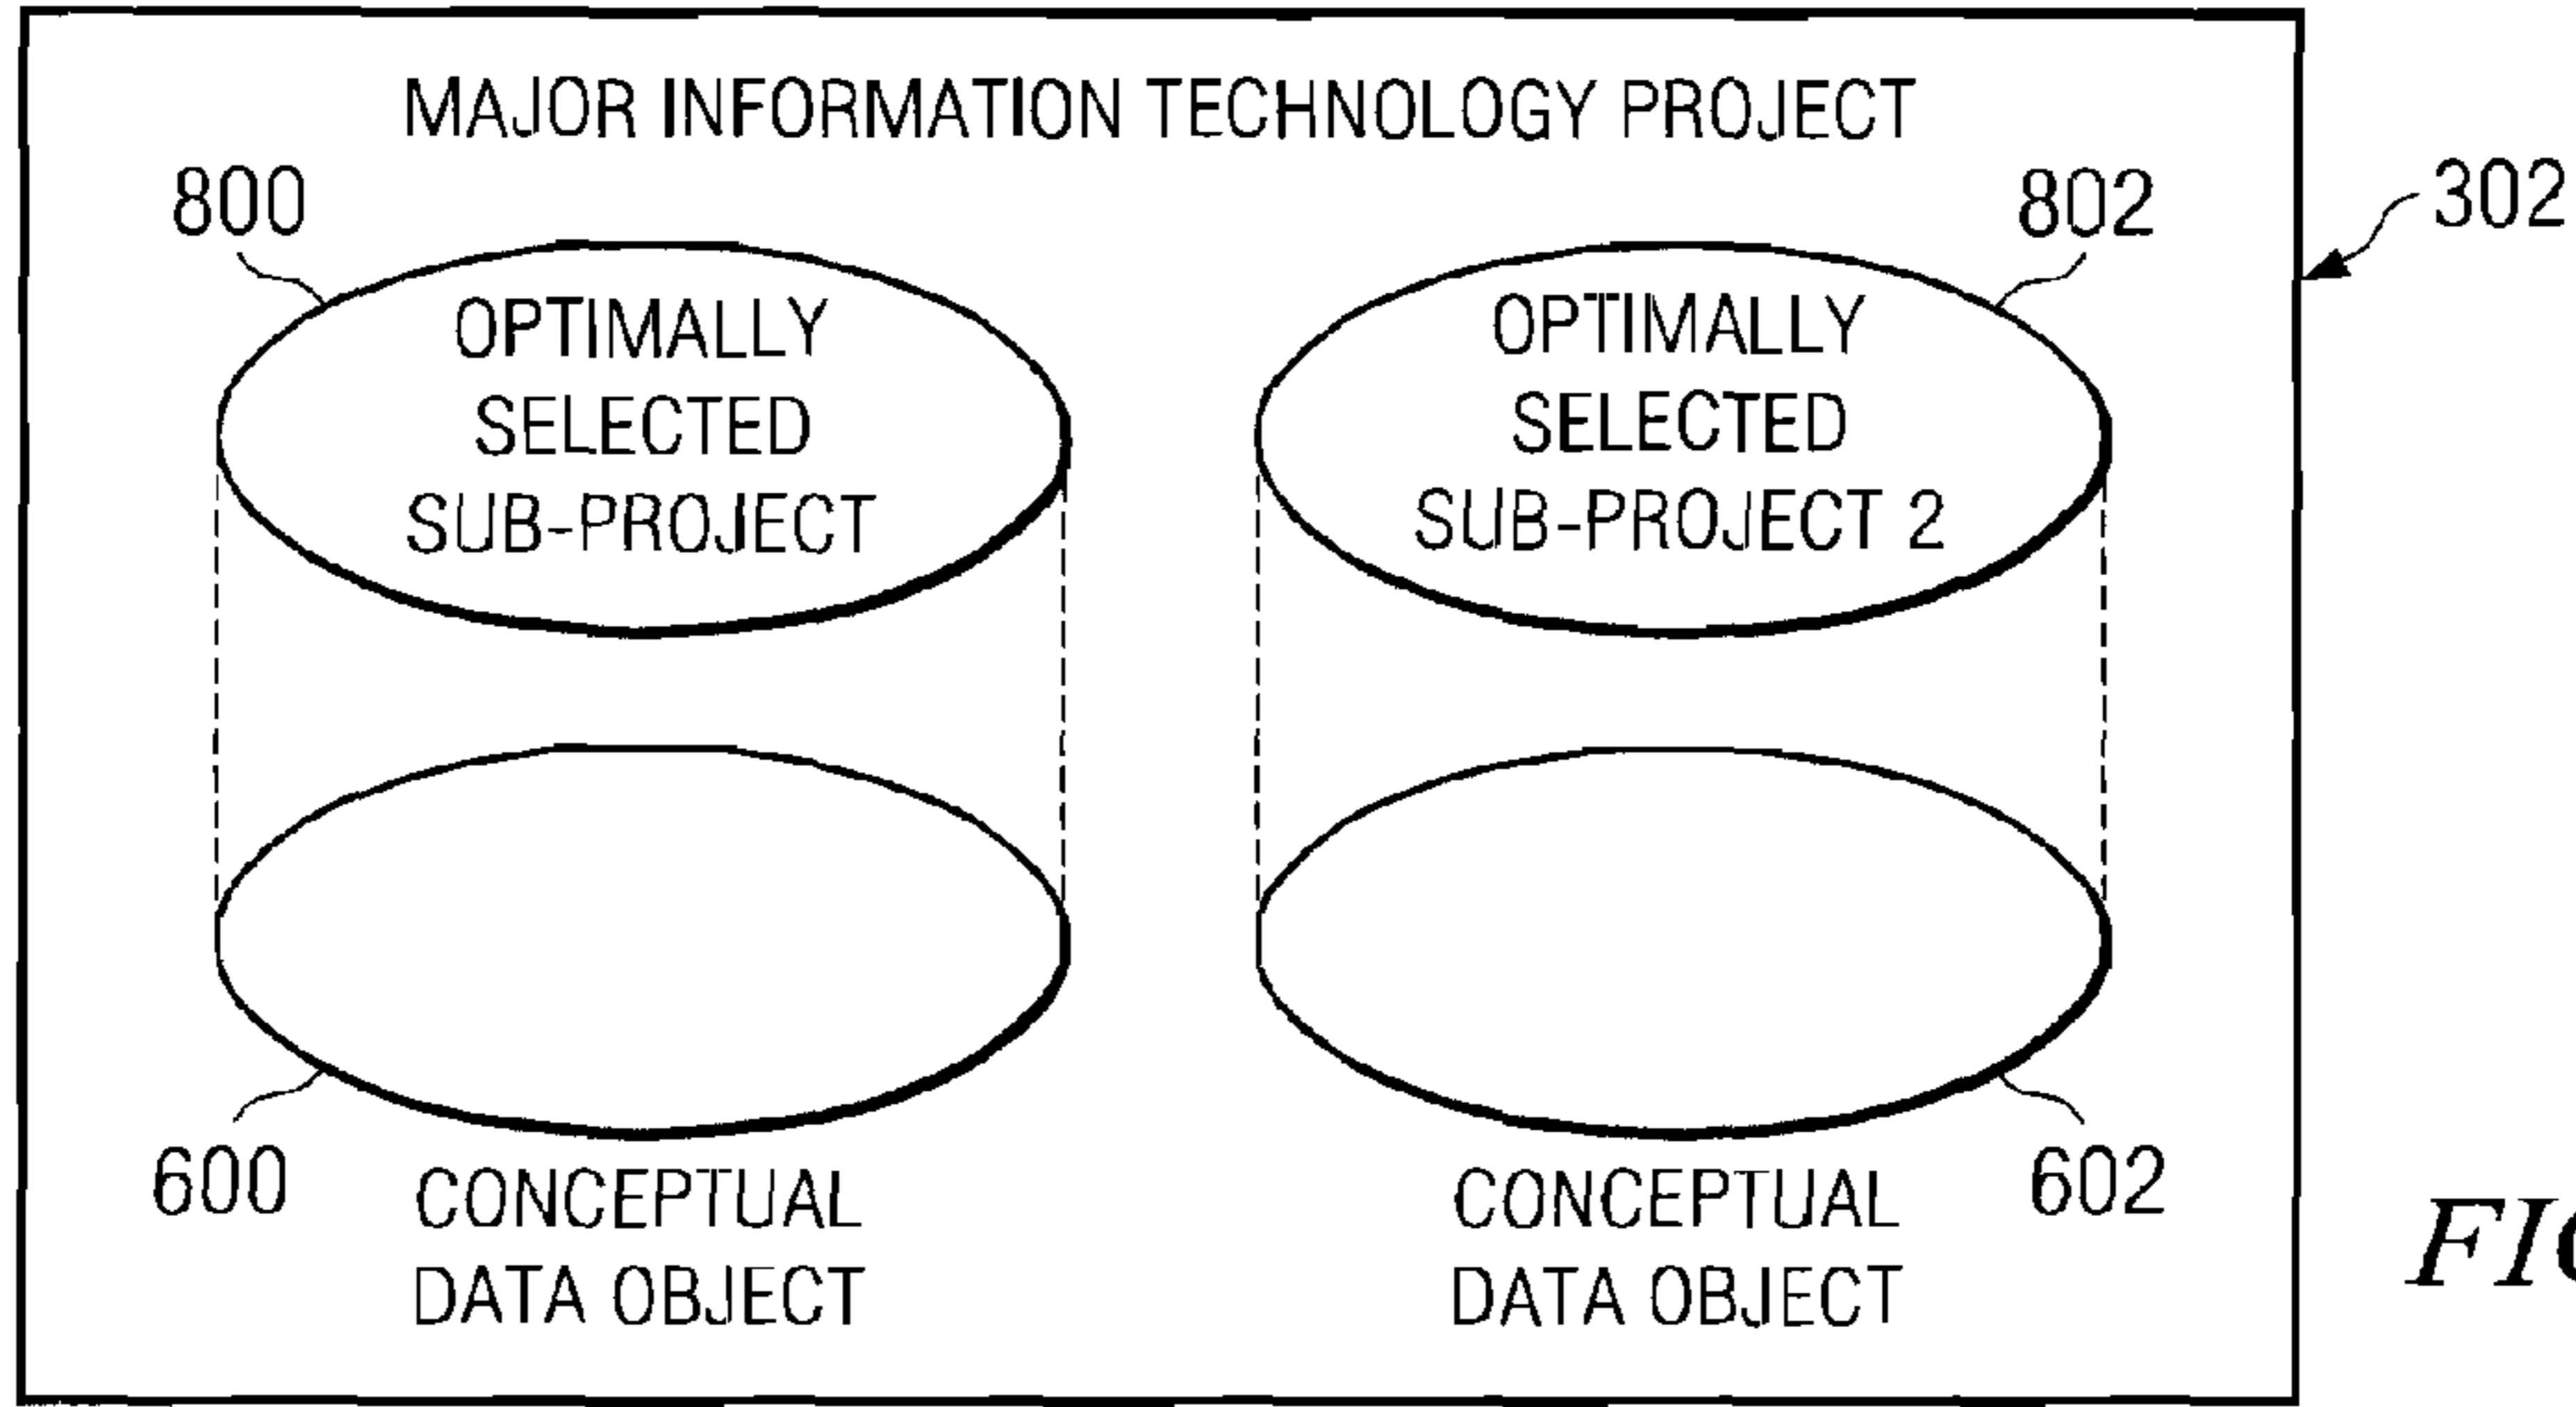 MAJOR INFORMATION TECHNOLOGY PROJECT
800
802
302
OPTIMALLY
SELECTED
SUB-PROJECT
OPTIMALLY
SELECTED
SUB-PROJECT 2
600
CONCEPTUAL
DATA OBJECT
CONCEPTUAL
DATA OBJECT
602